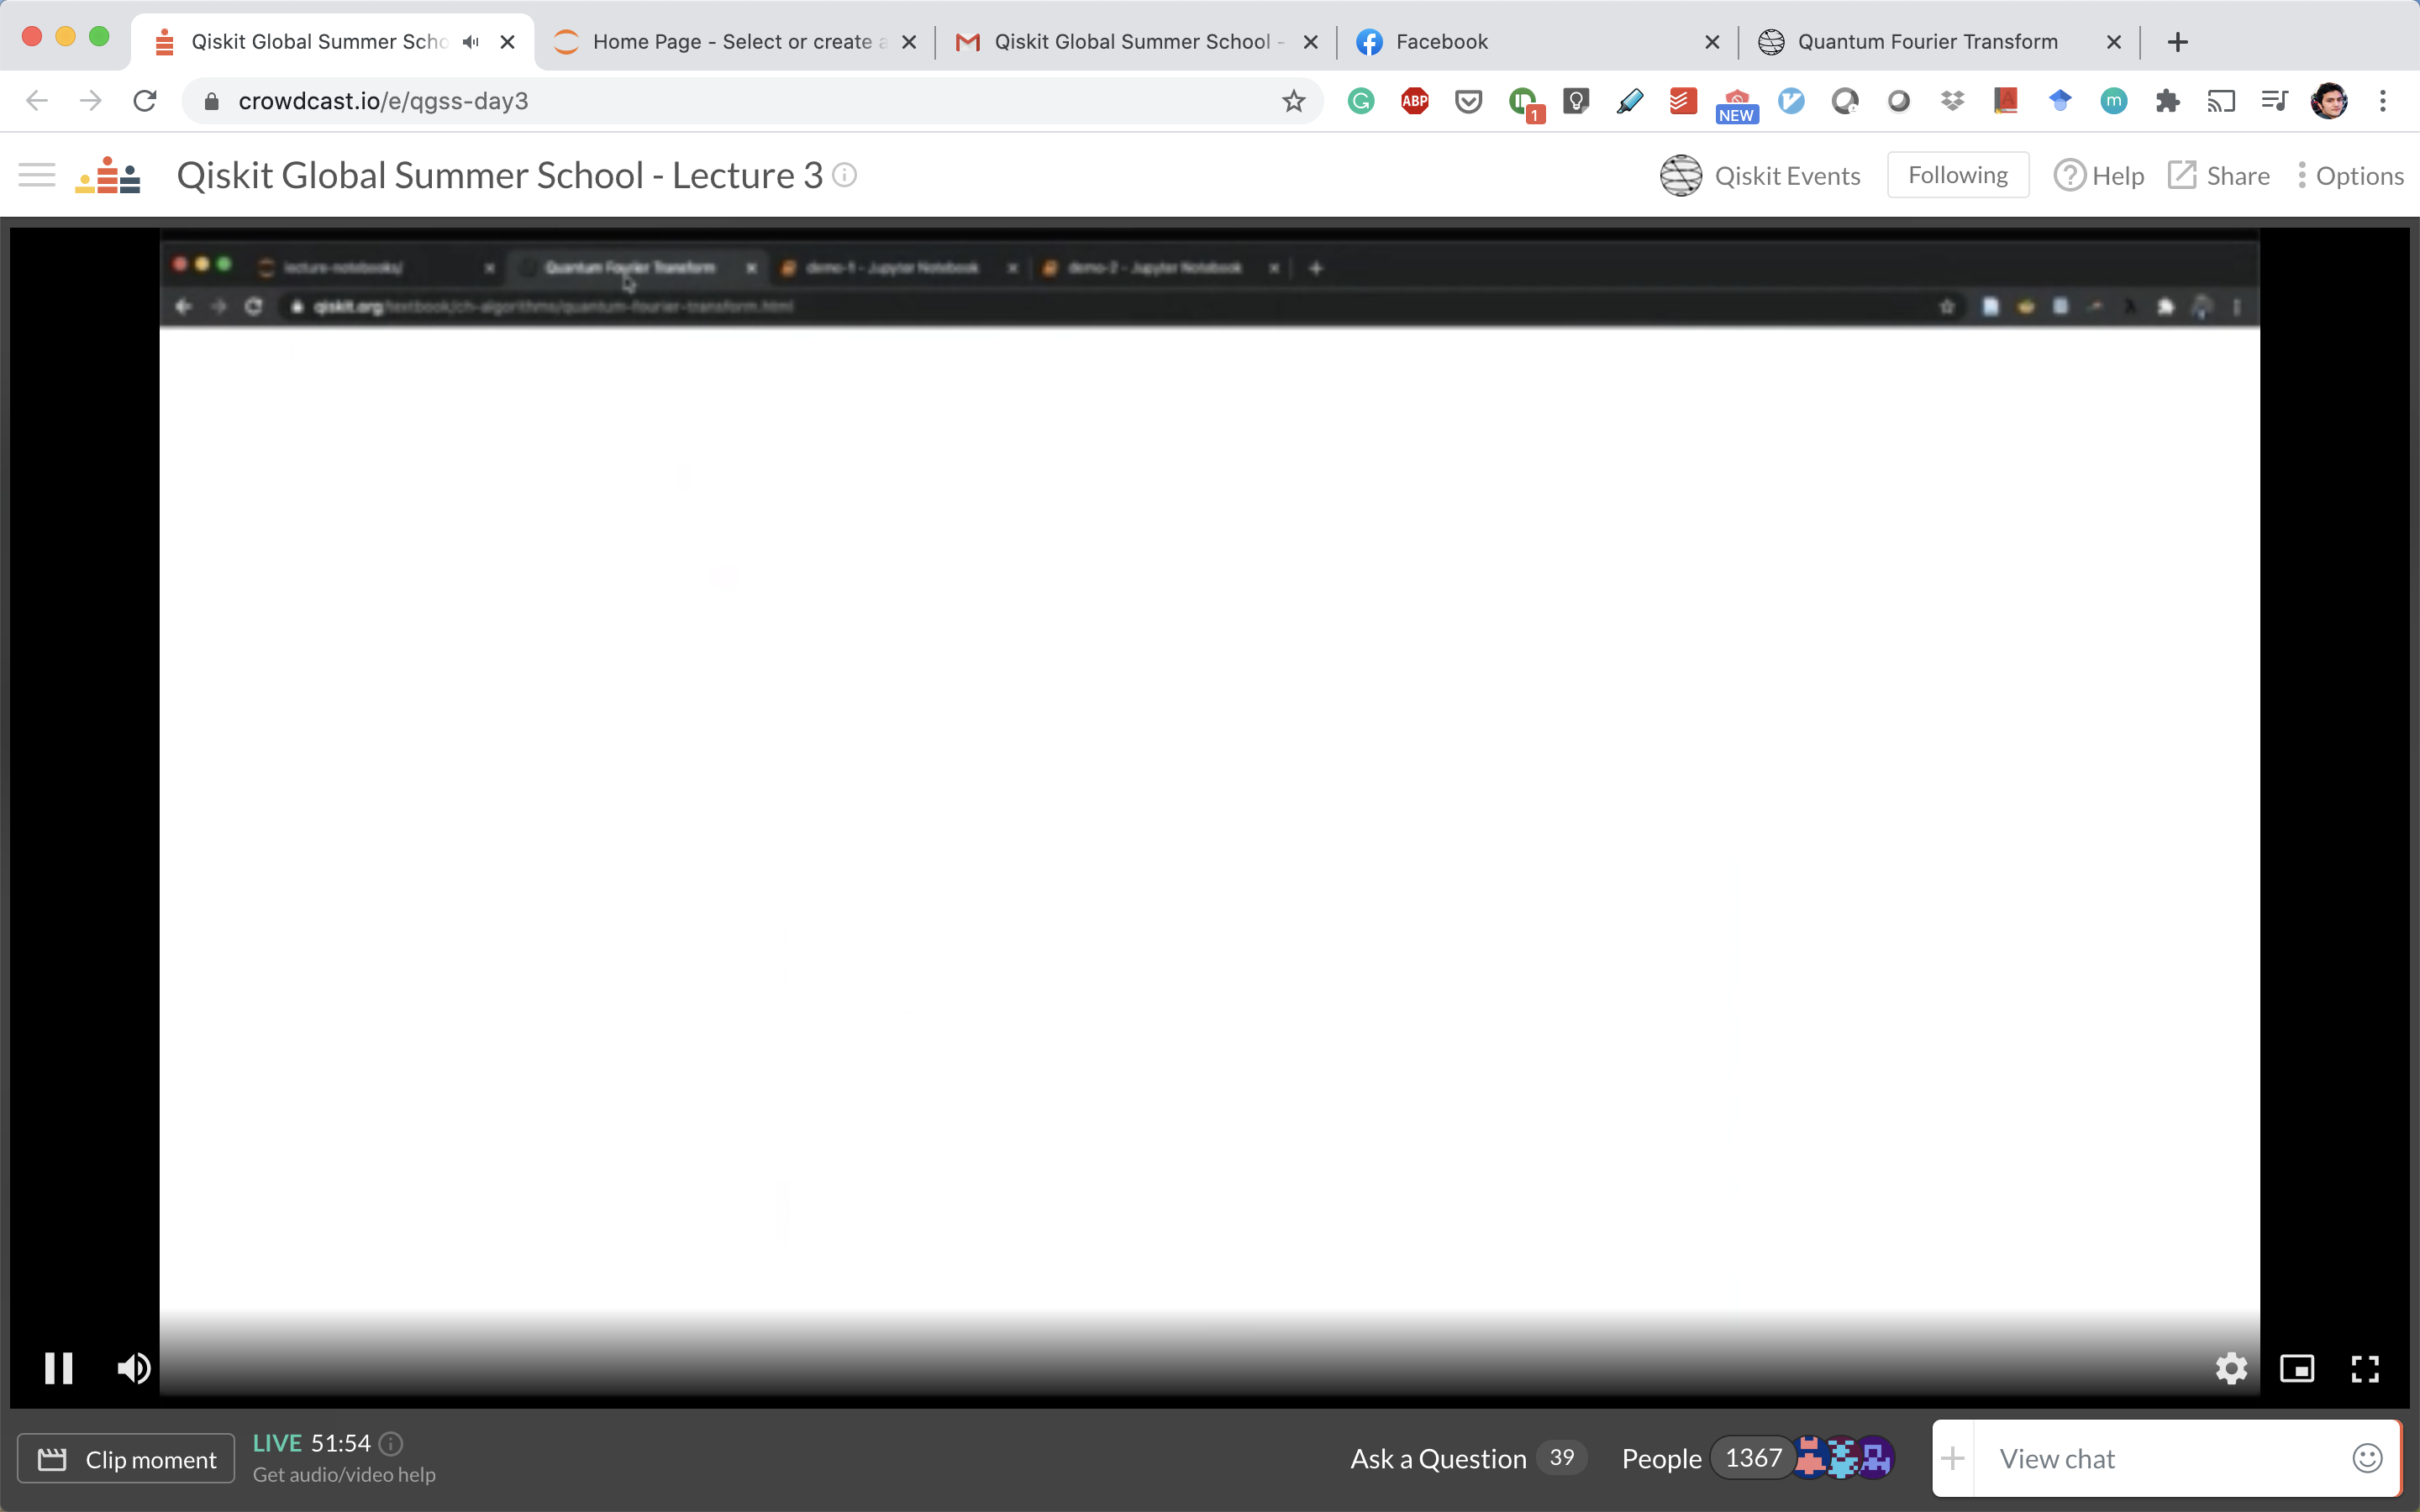 Qiskit Global Summer Scho
Home Page - Select or create a
Qiskit Global Summer School -
Facebook
Quantum Fourier Transform
crowdcast.io/e/qgss-day3
ABP
1
NEW
m
Qiskit Global Summer School - Lecture 3
Qiskit Events
Following
Help
Share
Options
lecture-notebooks/
Quantum Fourier Transform
demo-1 - Jupyter Notebook
demo-2 - Jupyter Notebook
qiskit.org/textbook/ch-algorithms/quantum-fourier-transform.html
Clip moment
LIVE 51:54
Get audio/video help
Ask a Question 39
People 1367
View chat